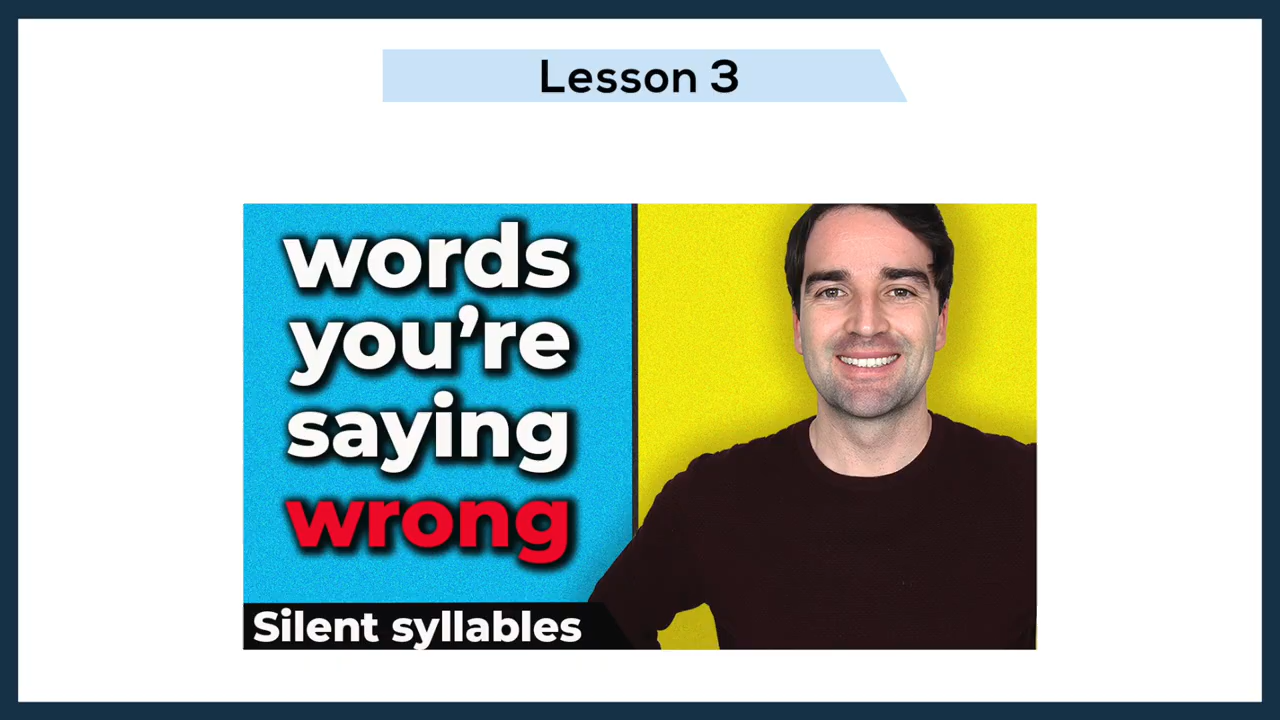 Lesson 3
words
you're
saying
wrong
Silent syllables